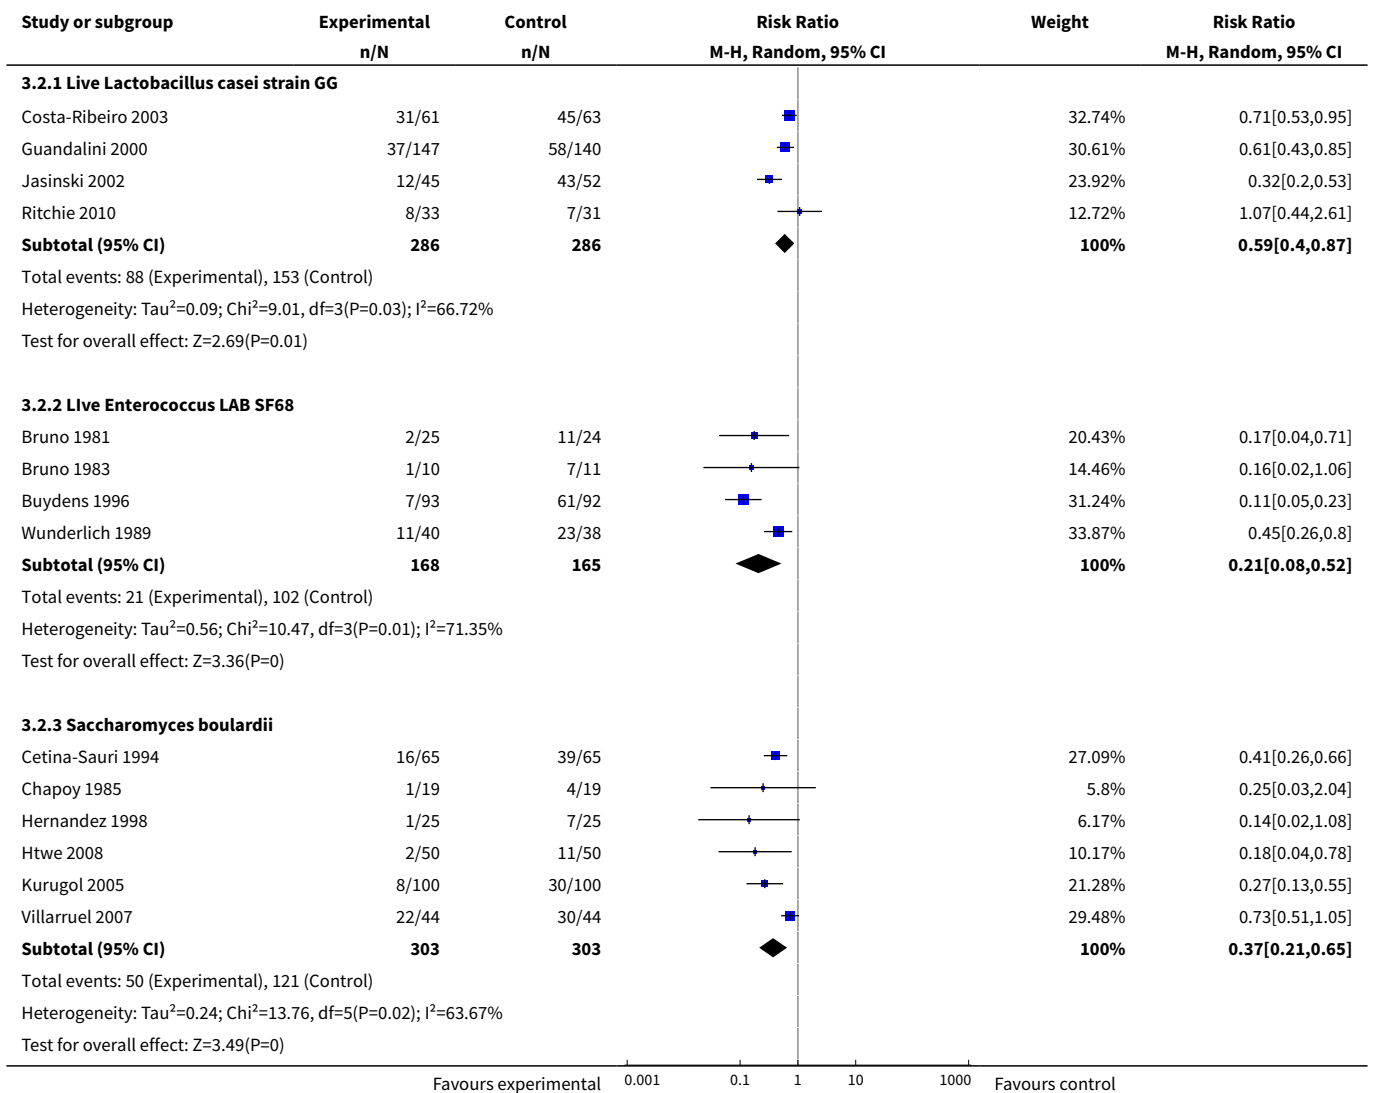 Study or subgroup Experimental Control Risk Ratio Weight Risk Ratio
n/N n/N M-H, Random, 95% CI M-H, Random, 95% CI
3.2.1 Live Lactobacillus casei strain GG
Costa-Ribeiro 2003 31/61 45/63 32.74% 0.71[0.53,0.95]
Guandalini 2000 37/147 58/140 30.61% 0.61[0.43,0.85]
Jasinski 2002 12/45 43/52 23.92% 0.32[0.2,0.53]
Ritchie 2010 8/33 7/31 12.72% 1.07[0.44,2.61]
Subtotal (95% CI) 286 286 100% 0.59[0.4,0.87]
Total events: 88 (Experimental), 153 (Control)
Heterogeneity: Tau²=0.09; Chi²=9.01, df=3(P=0.03); I²=66.72%
Test for overall effect: Z=2.69(P=0.01)
3.2.2 LIve Enterococcus LAB SF68
Bruno 1981 2/25 11/24 20.43% 0.17[0.04,0.71]
Bruno 1983 1/10 7/11 14.46% 0.16[0.02,1.06]
Buydens 1996 7/93 61/92 31.24% 0.11[0.05,0.23]
Wunderlich 1989 11/40 23/38 33.87% 0.45[0.26,0.8]
Subtotal (95% CI) 168 165 100% 0.21[0.08,0.52]
Total events: 21 (Experimental), 102 (Control)
Heterogeneity: Tau²=0.56; Chi²=10.47, df=3(P=0.01); I²=71.35%
Test for overall effect: Z=3.36(P=0)
3.2.3 Saccharomyces boulardii
Cetina-Sauri 1994 16/65 39/65 27.09% 0.41[0.26,0.66]
Chapoy 1985 1/19 4/19 5.8% 0.25[0.03,2.04]
Hernandez 1998 1/25 7/25 6.17% 0.14[0.02,1.08]
Htwe 2008 2/50 11/50 10.17% 0.18[0.04,0.78]
Kurugol 2005 8/100 30/100 21.28% 0.27[0.13,0.55]
Villarruel 2007 22/44 30/44 29.48% 0.73[0.51,1.05]
Subtotal (95% CI) 303 303 100% 0.37[0.21,0.65]
Total events: 50 (Experimental), 121 (Control)
Heterogeneity: Tau²=0.24; Chi²=13.76, df=5(P=0.02); I²=63.67%
Test for overall effect: Z=3.49(P=0)
Favours experimental 0.001 0.1 1 10 1000 Favours control